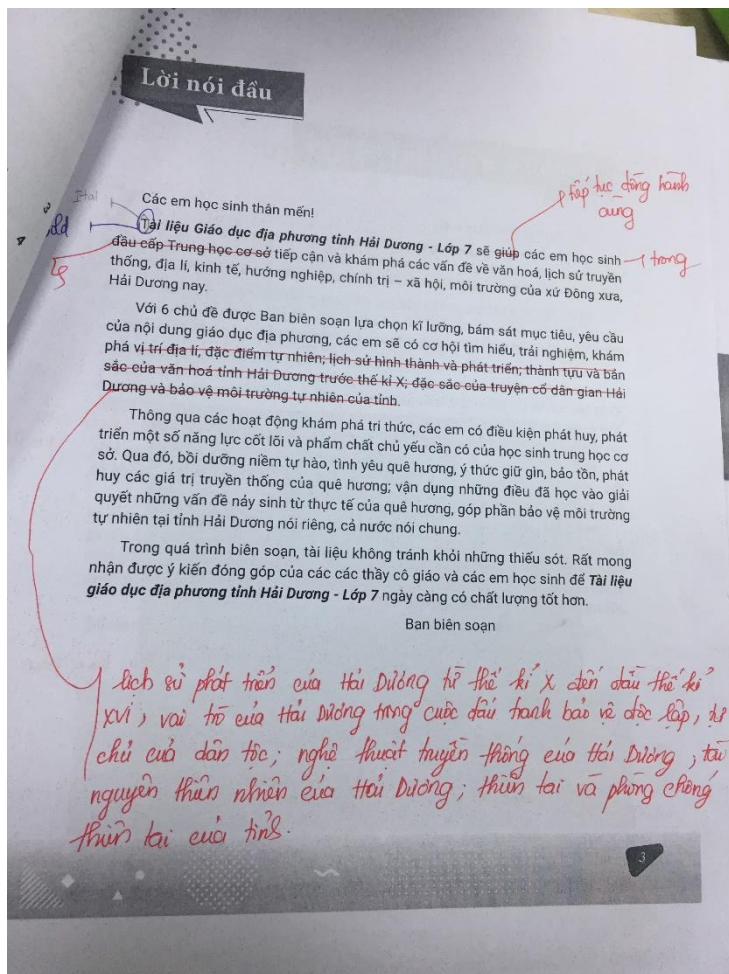 Lời nói đầu
Ital
Các em học sinh thân mến!
tiếp tục đồng hành
cùng
Tài liệu Giáo dục địa phương tỉnh Hải Dương - Lớp 7 sẽ giúp các em học sinh
trong
đầu cấp Trung học cơ sở tiếp cận và khám phá các vấn đề về văn hoá, lịch sử truyền
thống, địa lí, kinh tế, hướng nghiệp, chính trị – xã hội, môi trường của xứ Đông xưa,
Hải Dương nay.
Với 6 chủ đề được Ban biên soạn lựa chọn kĩ lưỡng, bám sát mục tiêu, yêu cầu
của nội dung giáo dục địa phương, các em sẽ có cơ hội tìm hiểu, trải nghiệm, khám
phá vị trí địa lí, đặc điểm tự nhiên; lịch sử hình thành và phát triển; thành tựu và bản
sắc của văn hoá tỉnh Hải Dương trước thế kỉ X; đặc sắc của truyện cổ dân gian Hải
Dương và bảo vệ môi trường tự nhiên của tỉnh.
Thông qua các hoạt động khám phá tri thức, các em có điều kiện phát huy, phát
triển một số năng lực cốt lõi và phẩm chất chủ yếu cần có của học sinh trung học cơ
sở. Qua đó, bồi dưỡng niềm tự hào, tình yêu quê hương, ý thức giữ gìn, bảo tồn, phát
huy các giá trị truyền thống của quê hương; vận dụng những điều đã học vào giải
quyết những vấn đề nảy sinh từ thực tế của quê hương, góp phần bảo vệ môi trường
tự nhiên tại tỉnh Hải Dương nói riêng, cả nước nói chung.
Trong quá trình biên soạn, tài liệu không tránh khỏi những thiếu sót. Rất mong
nhận được ý kiến đóng góp của các các thầy cô giáo và các em học sinh để Tài liệu
giáo dục địa phương tỉnh Hải Dương - Lớp 7 ngày càng có chất lượng tốt hơn.
Ban biên soạn
lịch sử phát triển của Hải Dương từ thế kỉ X đến đầu thế kỉ
XVI, vai trò của Hải Dương trong cuộc đấu tranh bảo vệ độc lập, tự
chủ của dân tộc; nghệ thuật truyền thống của Hải Dương; tài
nguyên thiên nhiên của Hải Dương; thiên tai và phòng chống
thiên tai của tỉnh.
3